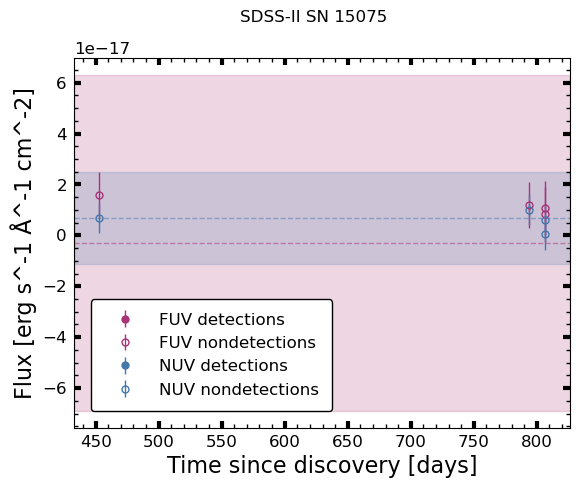 SDSS-II SN 15075
1e−17
6
4
2
0
−2
−4
−6
Flux [erg s^-1 Å^-1 cm^-2]
FUV detections
FUV nondetections
NUV detections
NUV nondetections
450 500 550 600 650 700 750 800
Time since discovery [days]